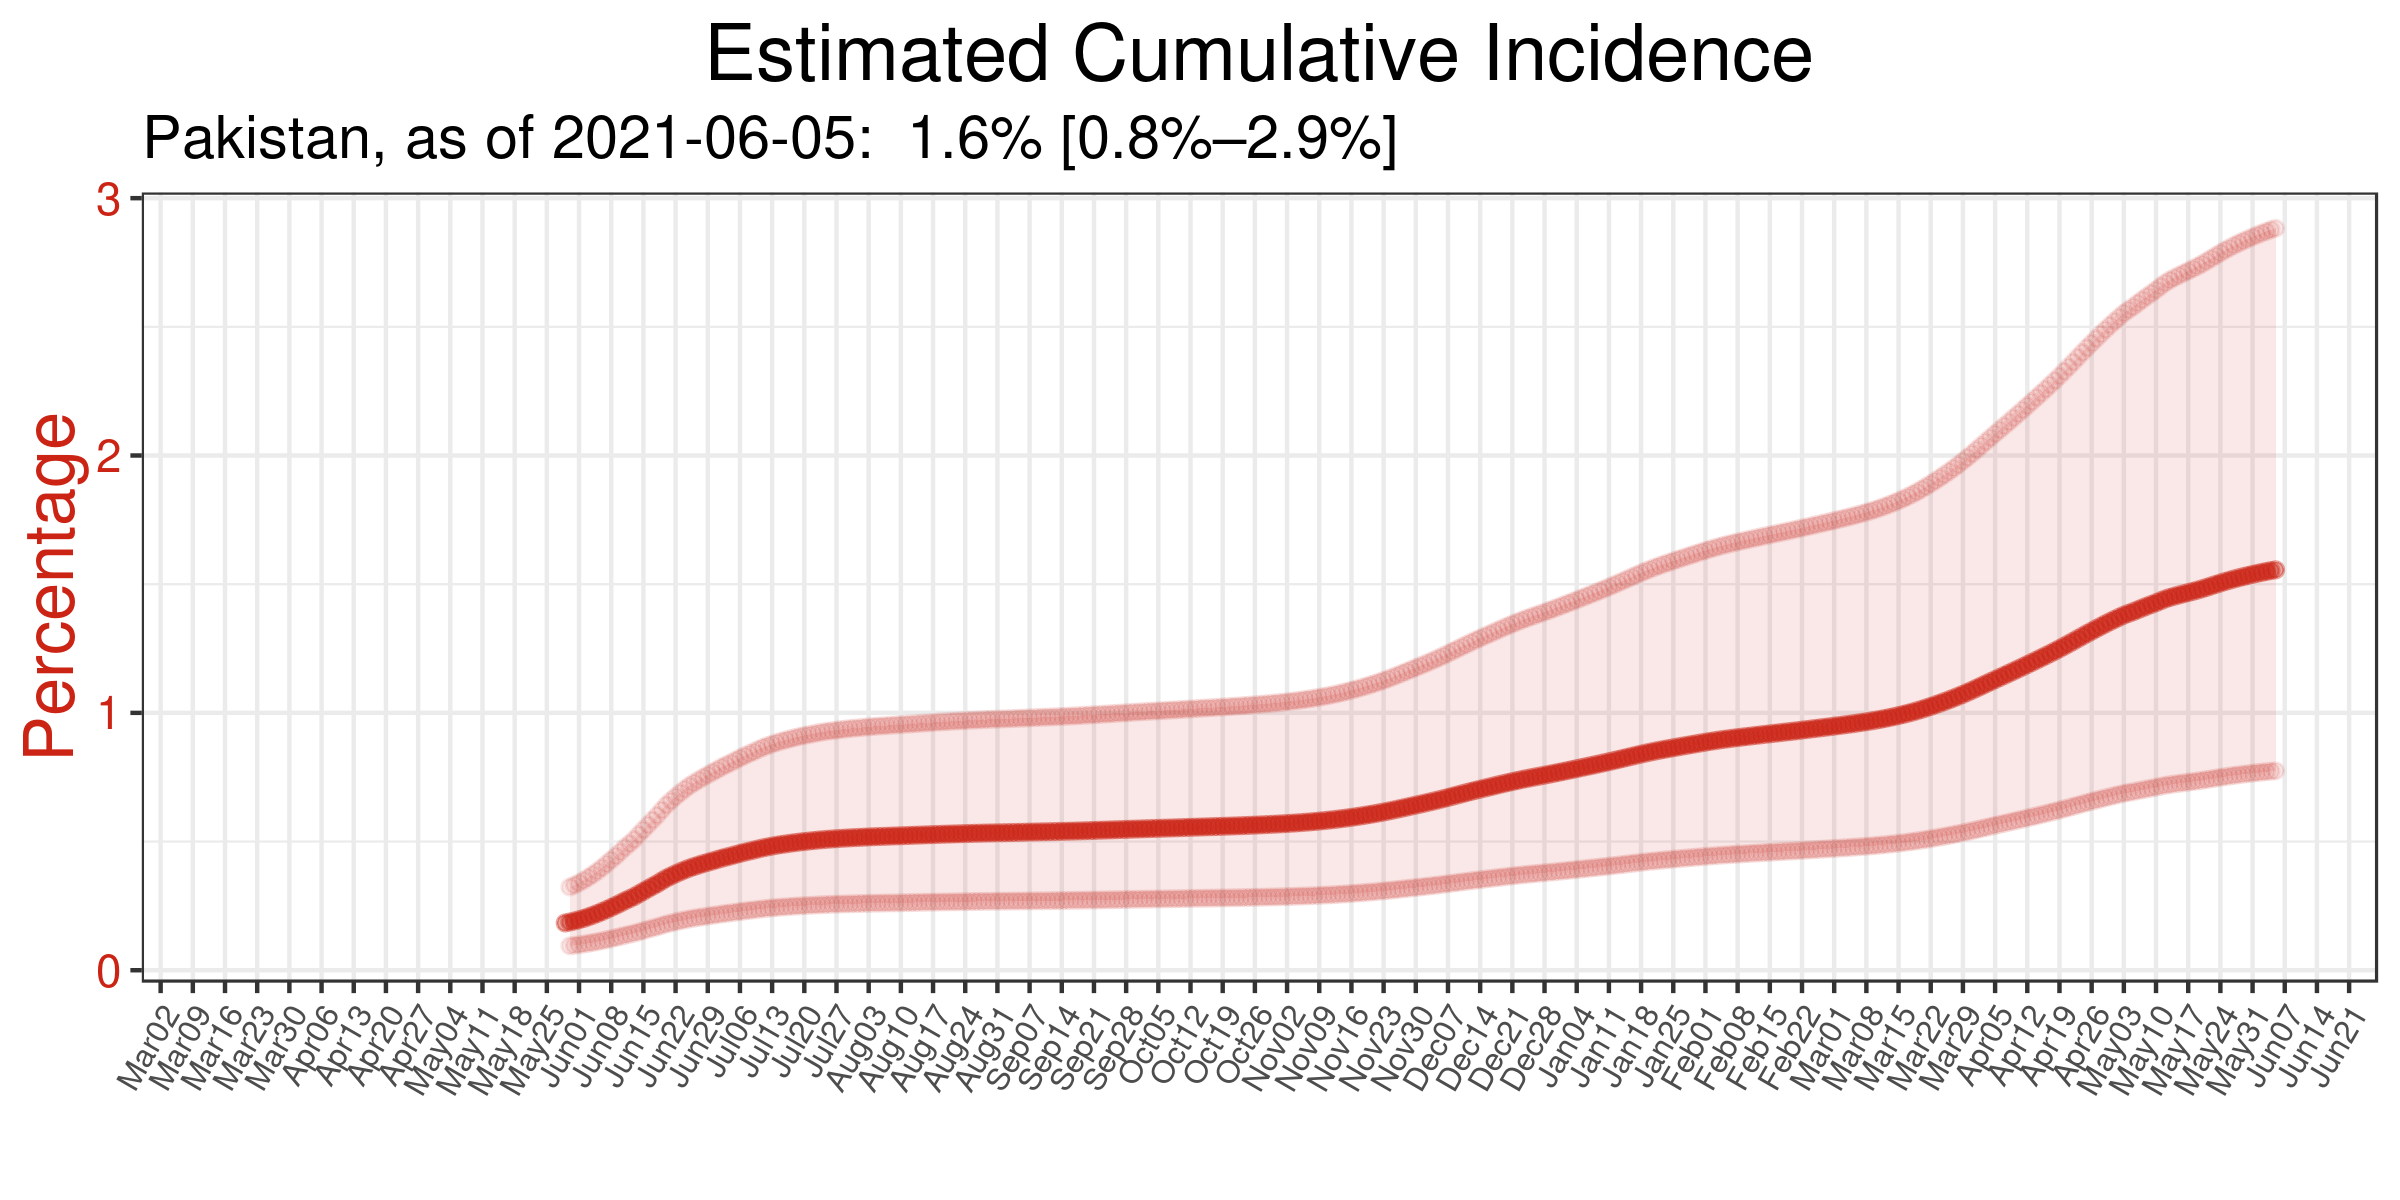 Estimated Cumulative Incidence
Pakistan, as of 2021-06-05:  1.6% [0.8%–2.9%]
Percentage
3
2
1
0
Mar02
Mar09
Mar16
Mar23
Mar30
Apr06
Apr13
Apr20
Apr27
May04
May11
May18
May25
Jun01
Jun08
Jun15
Jun22
Jun29
Jul06
Jul13
Jul20
Jul27
Aug03
Aug10
Aug17
Aug24
Aug31
Sep07
Sep14
Sep21
Sep28
Oct05
Oct12
Oct19
Oct26
Nov02
Nov09
Nov16
Nov23
Nov30
Dec07
Dec14
Dec21
Dec28
Jan04
Jan11
Jan18
Jan25
Feb01
Feb08
Feb15
Feb22
Mar01
Mar08
Mar15
Mar22
Mar29
Apr05
Apr12
Apr19
Apr26
May03
May10
May17
May24
May31
Jun07
Jun14
Jun21